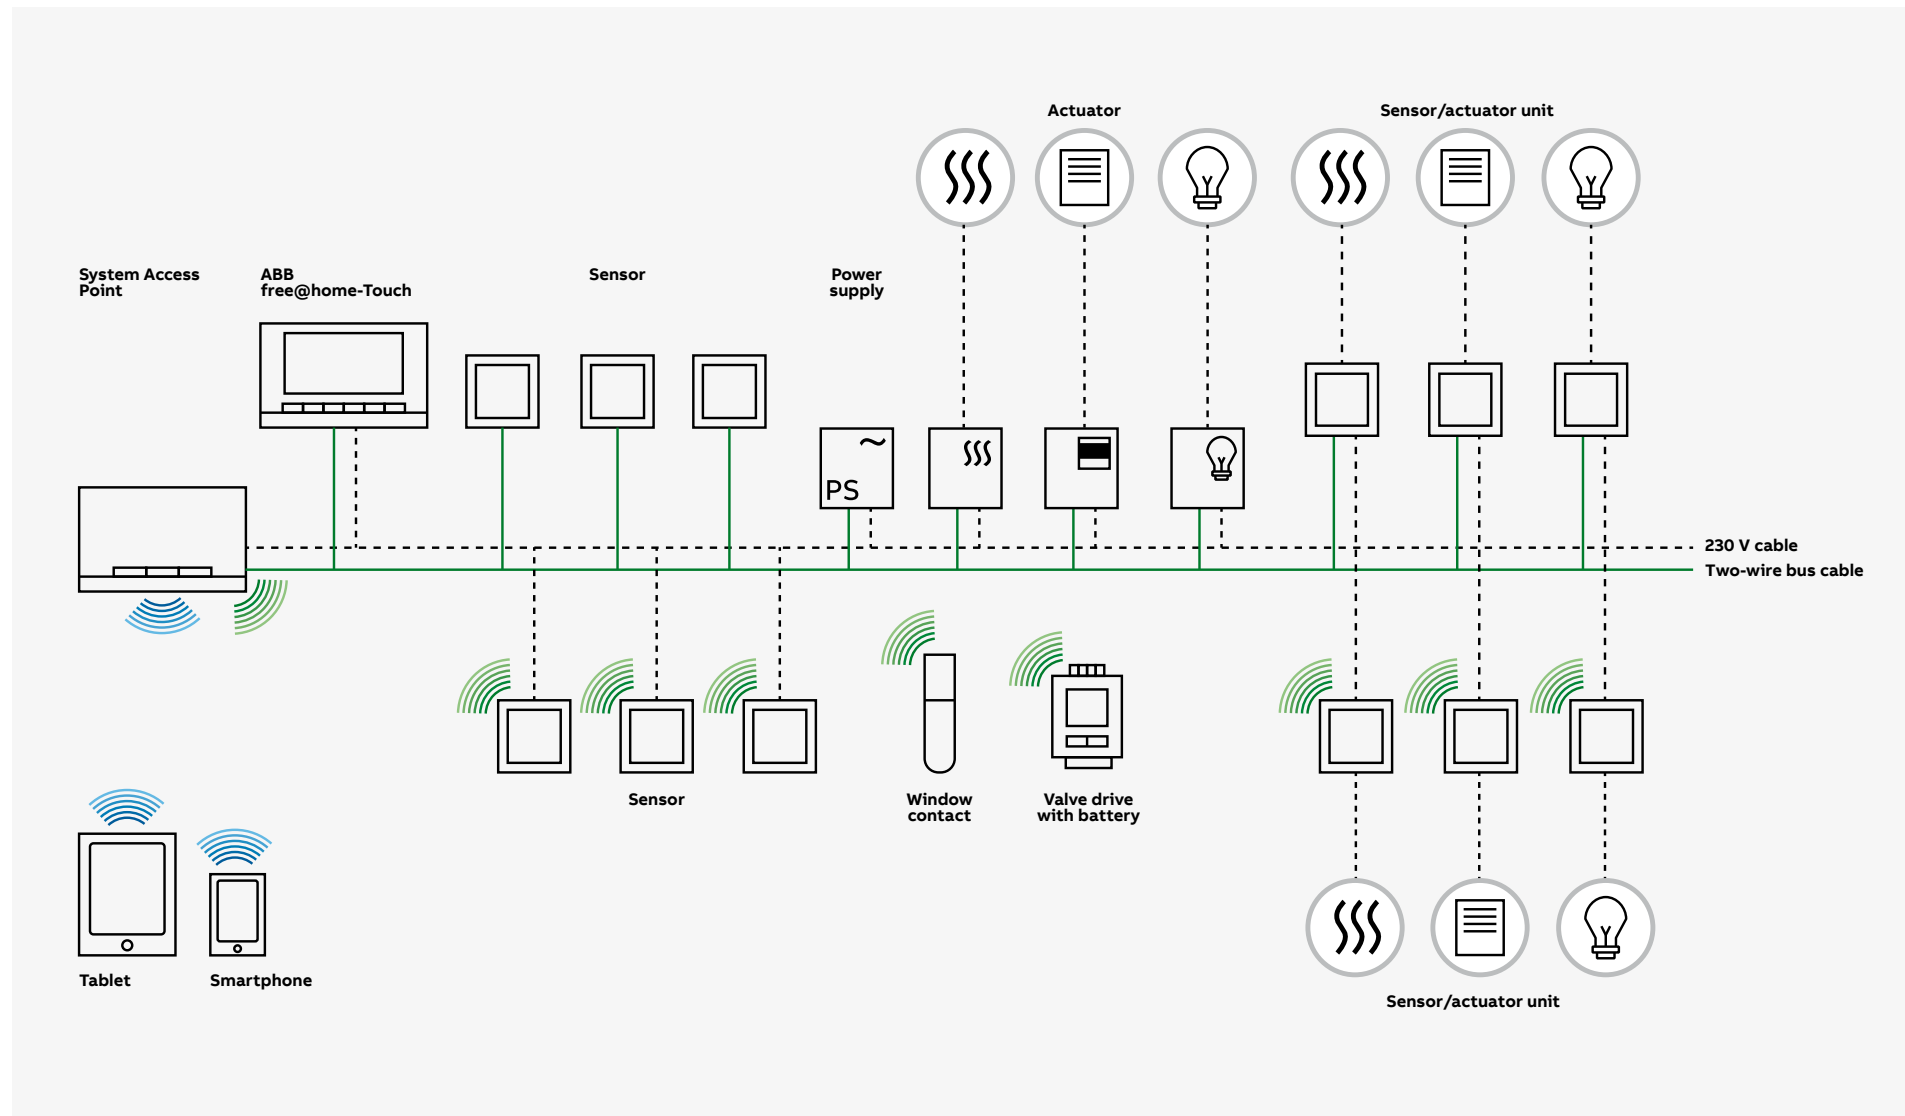 Actuator
Sensor/actuator unit
System Access
Point
ABB
free@home-Touch
Sensor
Power
supply
PS
230 V cable
Two-wire bus cable
Sensor
Window
contact
Valve drive
with battery
Tablet
Smartphone
Sensor/actuator unit